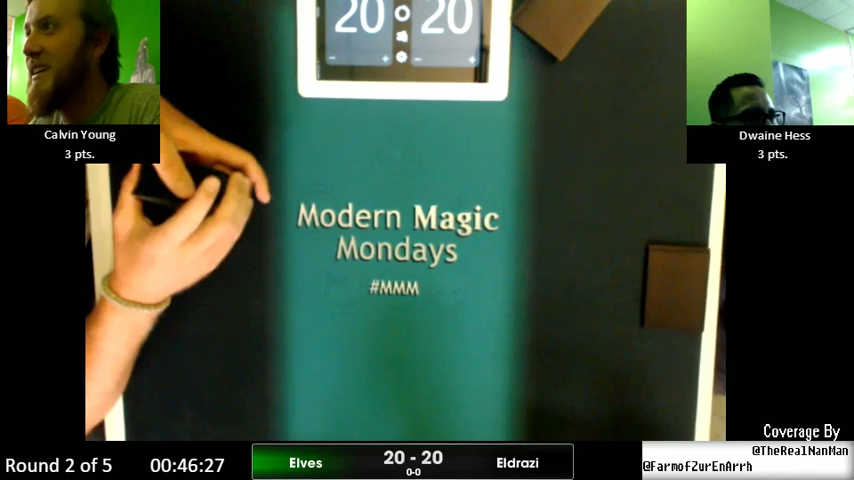 20 20
Calvin Young
3 pts.
Dwaine Hess
3 pts.
Modern Magic
Mondays
#MMM
Coverage By
@TheRealNanMan
@FarmofZurEnArrh
Round 2 of 5
00:46:27
Elves
20 - 20
0-0
Eldrazi